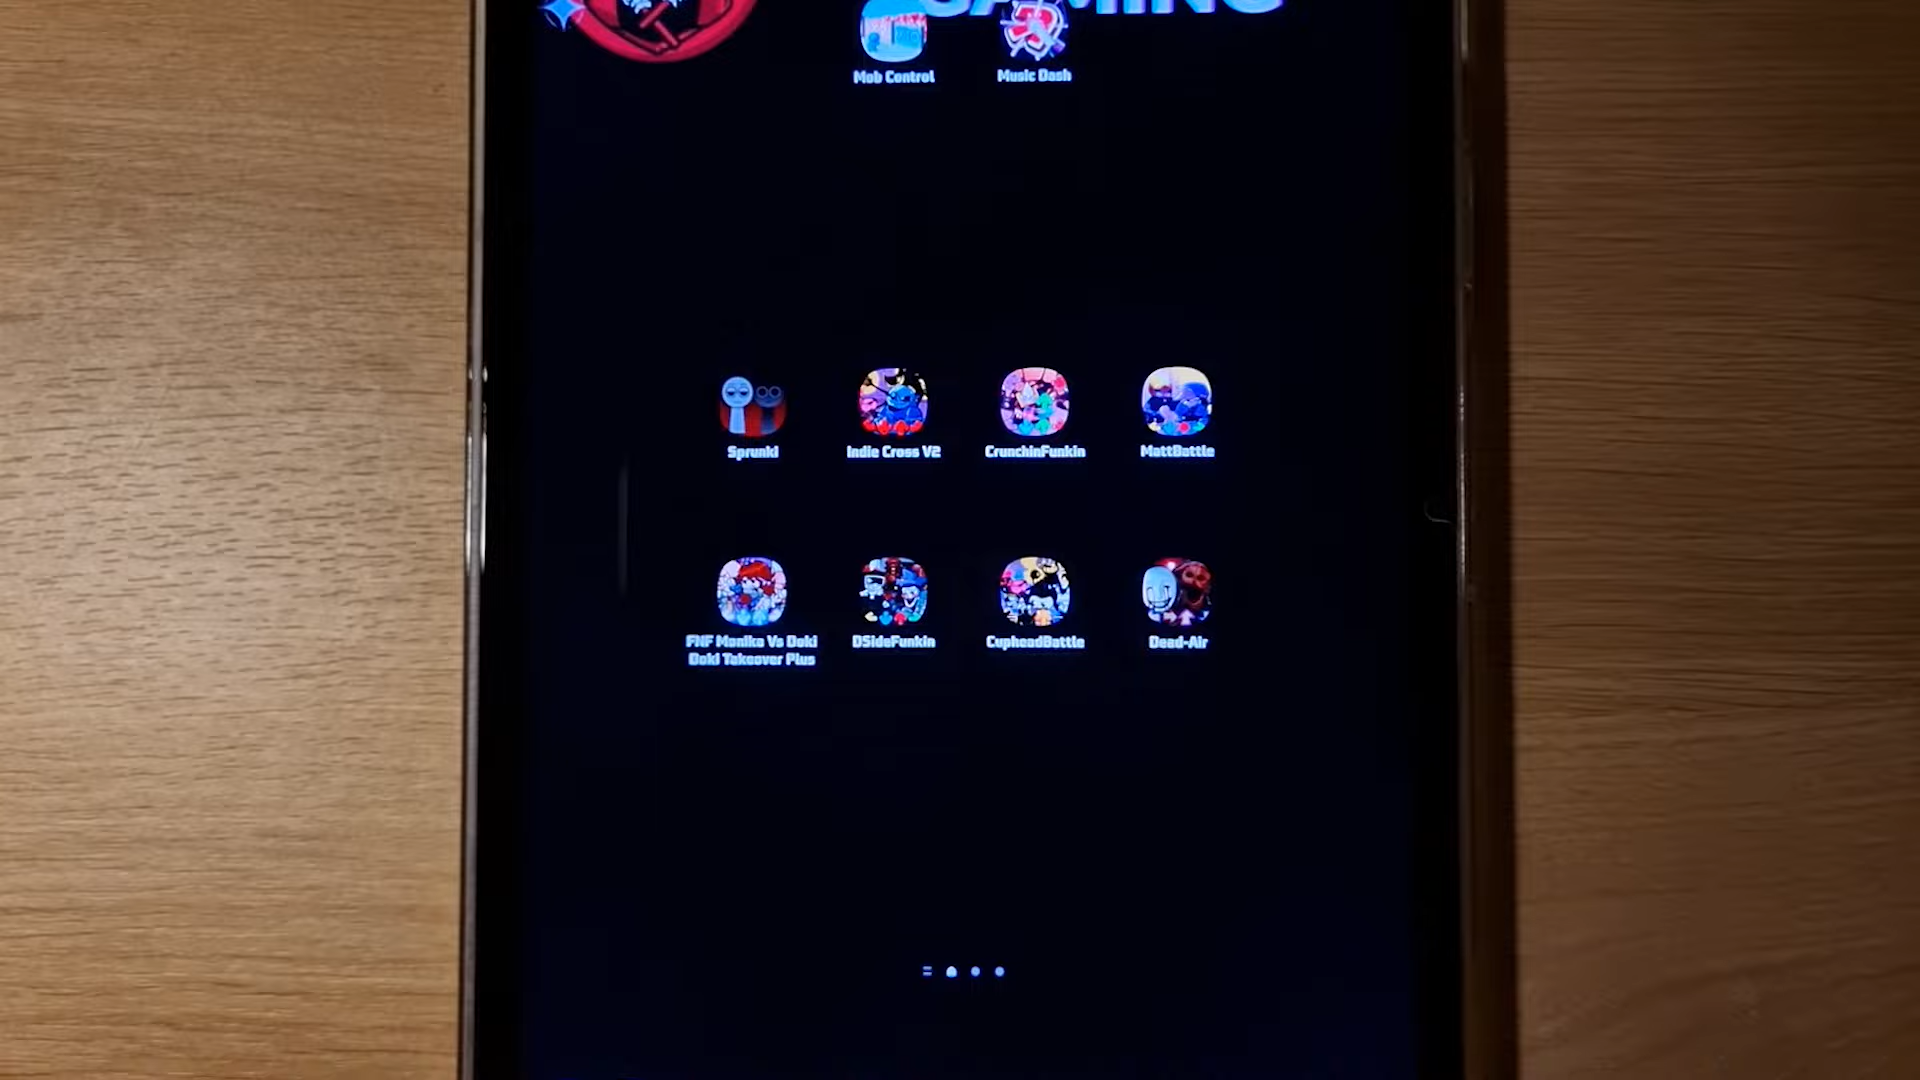 GAMING
Mob Control
Music Dash
Sprunki
Indie Cross V2
CrunchinFunkin
MattBattle
FNF Monika Vs Doki
Doki Takeover Plus
DSideFunkin
CupheadBattle
Dead-Air